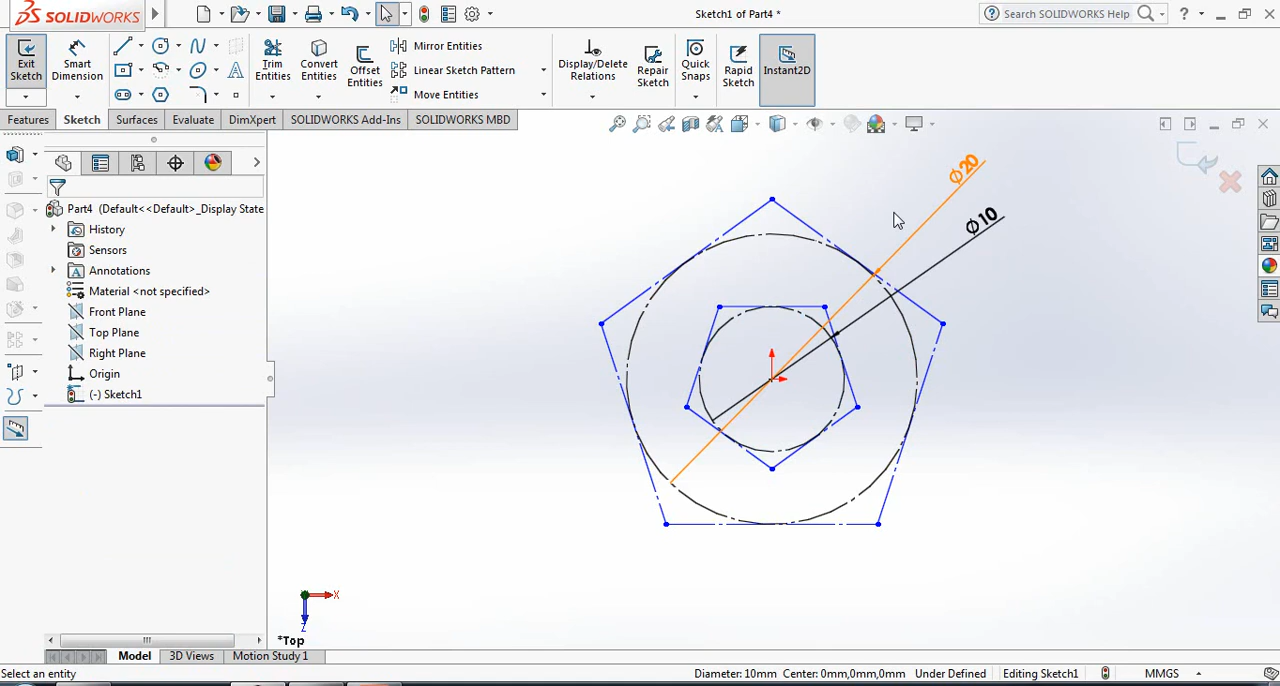 SOLIDWORKS
Sketch1 of Part4 *
Search SOLIDWORKS Help
?
Exit Sketch
Smart Dimension
Trim Entities
Convert Entities
Offset Entities
Mirror Entities
Linear Sketch Pattern
Move Entities
Display/Delete Relations
Repair Sketch
Quick Snaps
Rapid Sketch
Instant2D
Features
Sketch
Surfaces
Evaluate
DimXpert
SOLIDWORKS Add-Ins
SOLIDWORKS MBD
Part4 (Default<<Default>_Display State
History
Sensors
Annotations
Material <not specified>
Front Plane
Top Plane
Right Plane
Origin
(-) Sketch1
Ø20
Ø10
X
Z
*Top
Model
3D Views
Motion Study 1
Select an entity
Diameter: 10mm Center: 0mm,0mm,0mm
Under Defined
Editing Sketch1
MMGS